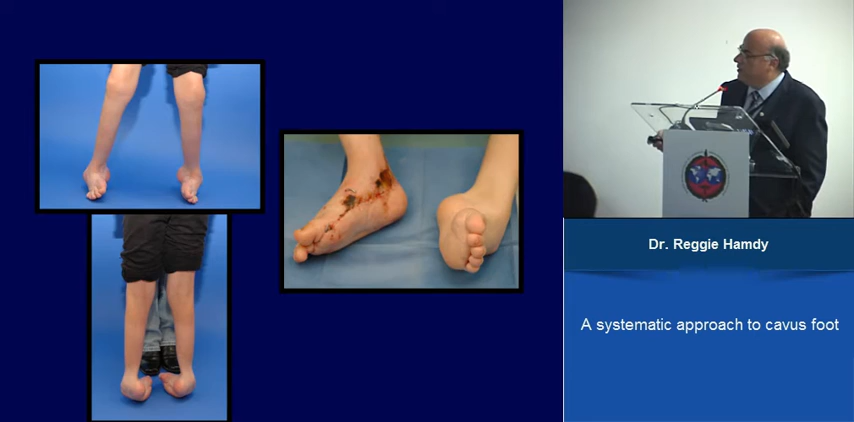 Dr. Reggie Hamdy
A systematic approach to cavus foot